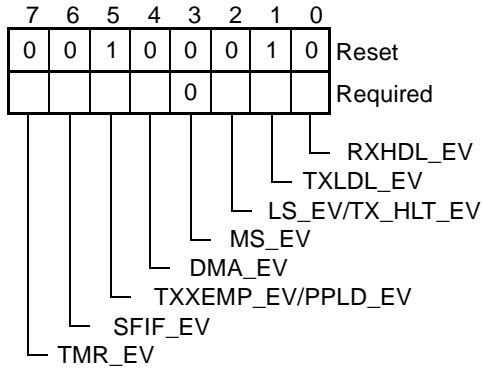 7 6 5 4 3 2 1 0
0 0 1 0 0 0 1 0 Reset
0 Required
RXHDL_EV
TXLDL_EV
LS_EV/TX_HLT_EV
MS_EV
DMA_EV
TXXEMP_EV/PPLD_EV
SFIF_EV
TMR_EV